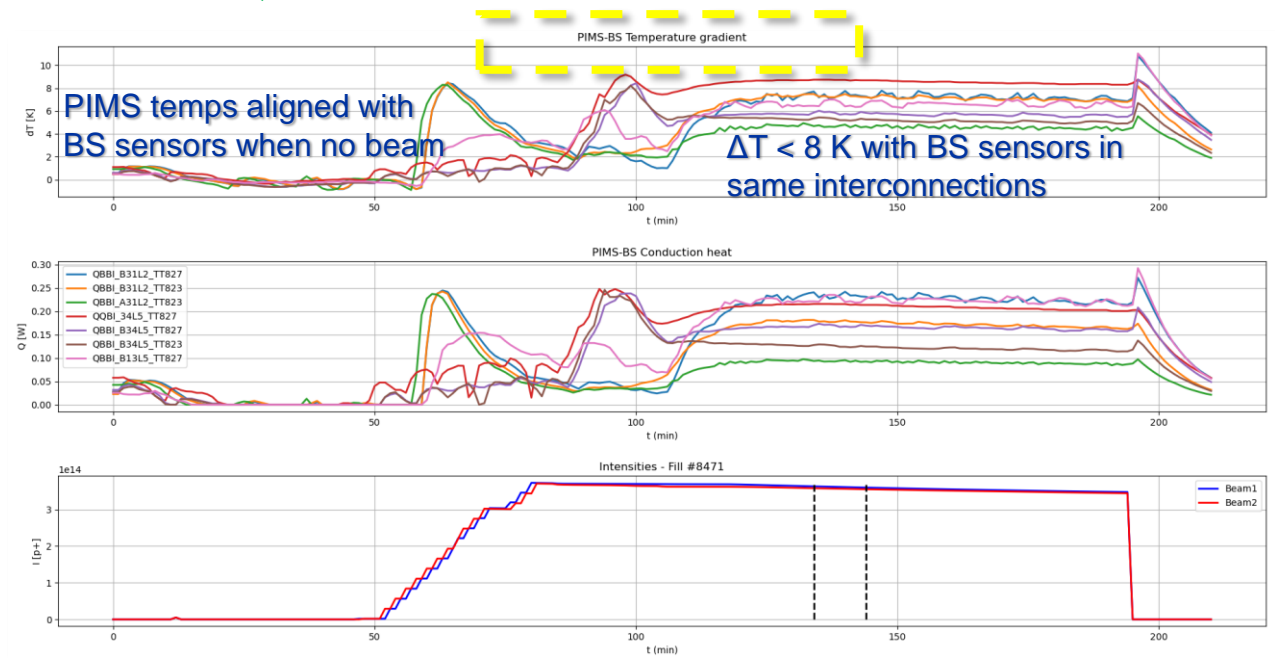 PIMS-BS Temperature gradient
dT [K]
10
8
6
4
2
0
PIMS temps aligned with
BS sensors when no beam
ΔT < 8 K with BS sensors in
same interconnections
0 50 100 150 200
t (min)
PIMS-BS Conduction heat
Q [W]
0.30
0.25
0.20
0.15
0.10
0.05
0.00
QBBI_B31L2_TT827
QBBI_B31L2_TT823
QBBI_A31L2_TT823
QQBI_34L5_TT827
QBBI_B34L5_TT827
QBBI_B34L5_TT823
QBBI_B13L5_TT827
0 50 100 150 200
t (min)
Intensities - Fill #8471
1e14
I [p+]
3
2
1
0
Beam1
Beam2
0 50 100 150 200
t (min)